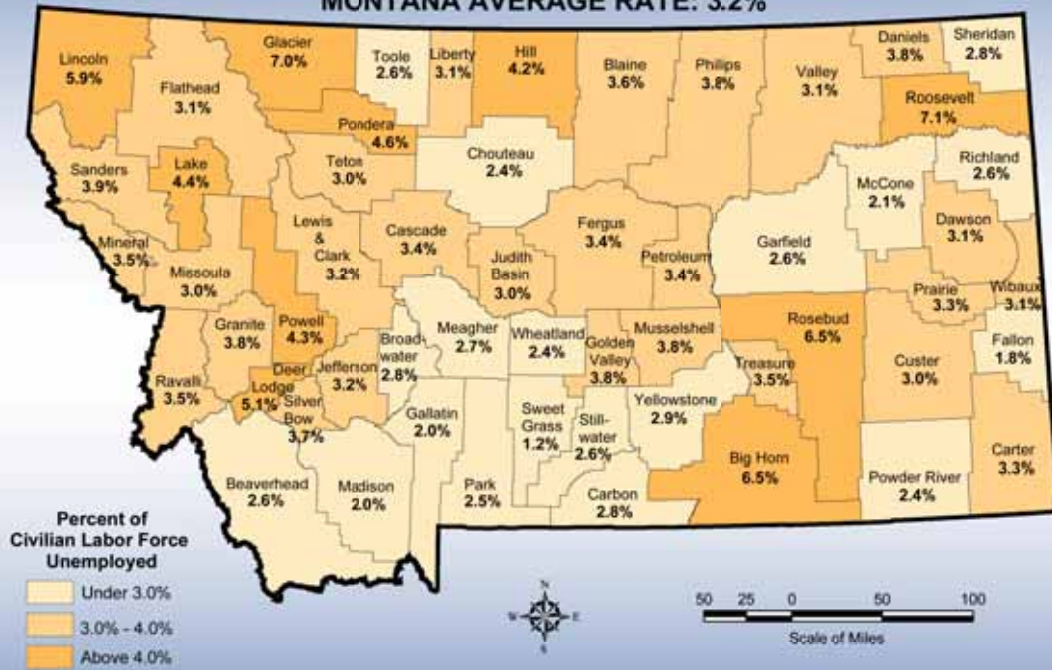 MONTANA AVERAGE RATE: 3.2%
Lincoln
5.9%
Flathead
3.1%
Glacier
7.0%
Toole
2.6%
Liberty
3.1%
Hill
4.2%
Blaine
3.6%
Philips
3.8%
Valley
3.1%
Daniels
3.8%
Sheridan
2.8%
Roosevelt
7.1%
Pondera
4.6%
Chouteau
2.4%
Teton
3.0%
Sanders
3.9%
Lake
4.4%
Richland
2.6%
McCone
2.1%
Dawson
3.1%
Garfield
2.6%
Fergus
3.4%
Petroleum
3.4%
Cascade
3.4%
Judith
Basin
3.0%
Lewis
&
Clark
3.2%
Mineral
3.5%
Missoula
3.0%
Granite
3.8%
Powell
4.3%
Ravalli
3.5%
Deer
Lodge
5.1%
Silver
Bow
3.7%
Jefferson
3.2%
Broad-
water
2.8%
Meagher
2.7%
Wheatland
2.4%
Golden
Valley
3.8%
Musselshell
3.8%
Treasure
3.5%
Rosebud
6.5%
Prairie
3.3%
Wibaux
3.1%
Fallon
1.8%
Custer
3.0%
Carter
3.3%
Powder River
2.4%
Big Horn
6.5%
Yellowstone
2.9%
Still-
water
2.6%
Sweet
Grass
1.2%
Carbon
2.8%
Park
2.5%
Gallatin
2.0%
Madison
2.0%
Beaverhead
2.6%
Percent of
Civilian Labor Force
Unemployed
Under 3.0%
3.0% - 4.0%
Above 4.0%
N
W
E
S
50 25 0 50 100
Scale of Miles